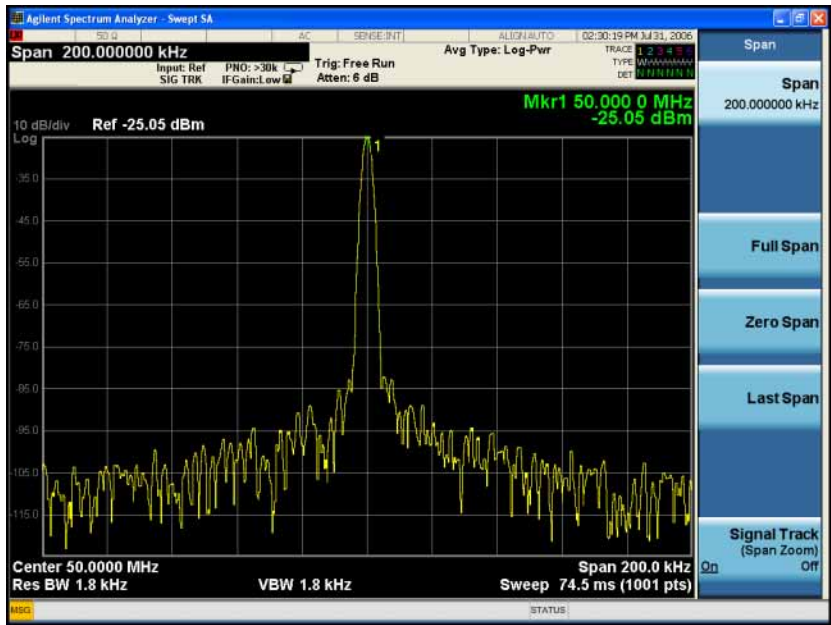 Agilent Spectrum Analyzer - Swept SA
50 Ω AC SENSE:INT ALIGN AUTO 02:30:19 PM Jul 31, 2006
Span 200.000000 kHz
Input: Ref PNO: >30k Trig: Free Run Avg Type: Log-Pwr TRACE 1 2 3 4 5 6
SIG TRK IFGain:Low Atten: 6 dB TYPE
DET N N N N N N
Mkr1 50.000 0 MHz
-25.05 dBm
10 dB/div Ref -25.05 dBm
Log
1
-35.0
-45.0
-55.0
-65.0
-75.0
-85.0
-95.0
-105.0
-115.0
Center 50.0000 MHz Span 200.0 kHz
Res BW 1.8 kHz VBW 1.8 kHz Sweep 74.5 ms (1001 pts)
MSG STATUS
Span
Span
200.000000 kHz
Full Span
Zero Span
Last Span
Signal Track
(Span Zoom)
On Off